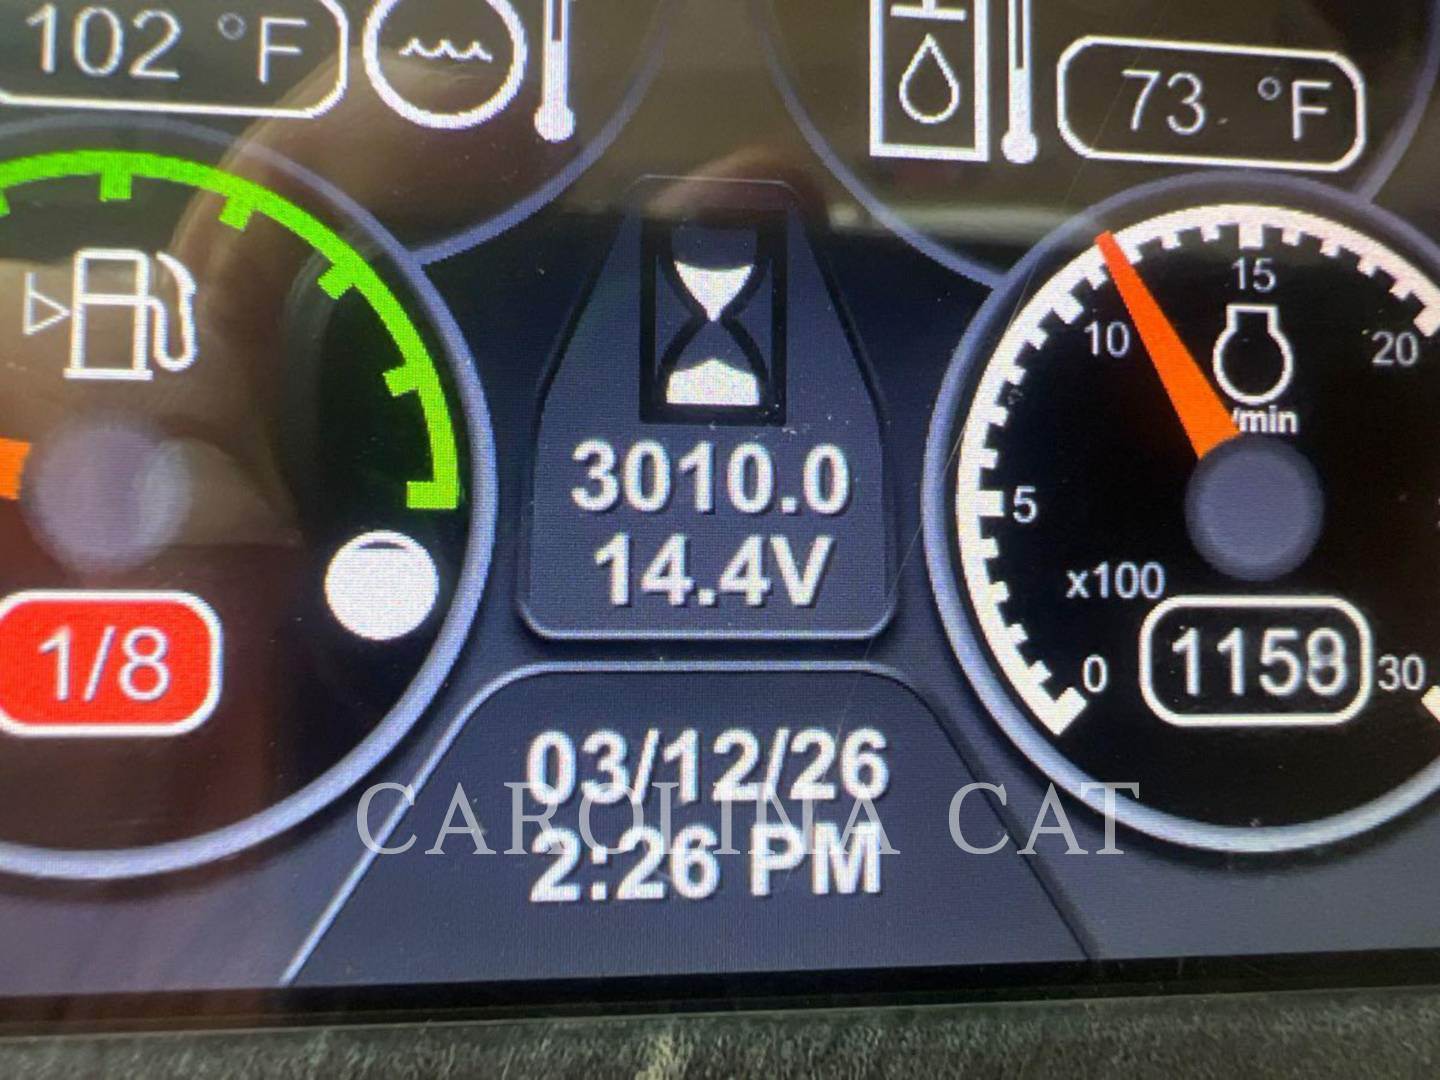 102 °F
73 °F
15
10
20
/min
3010.0
5
14.4V
x100
1/8
0
30
03/12/26
2:26 PM
CAROLINA CAT